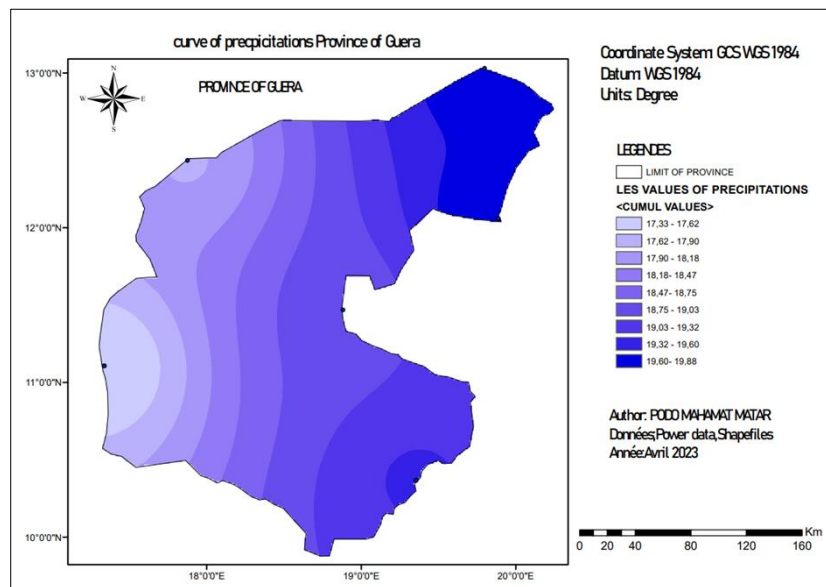 curve of precpicitations Province of Guera
PROVINCE OF GUERA
N
W E
S
13°0'0"N
12°0'0"N
11°0'0"N
10°0'0"N
18°0'0"E 19°0'0"E 20°0'0"E
Coordinate System: GCS WGS 1984
Datum: WGS 1984
Units: Degree
LEGENDES
LIMIT OF PROVINCE
LES VALUES OF PRECIPITATIONS
<CUMUL VALUES>
17,33 - 17,62
17,62 - 17,90
17,90 - 18,18
18,18- 18,47
18,47 - 18,75
18,75 - 19,03
19,03 - 19,32
19,32 - 19,60
19,60- 19,88
Author: PODO MAHAMAT MATAR
Données;Power data,Shapefiles
Année:Avril 2023
Km
0 20 40 80 120 160